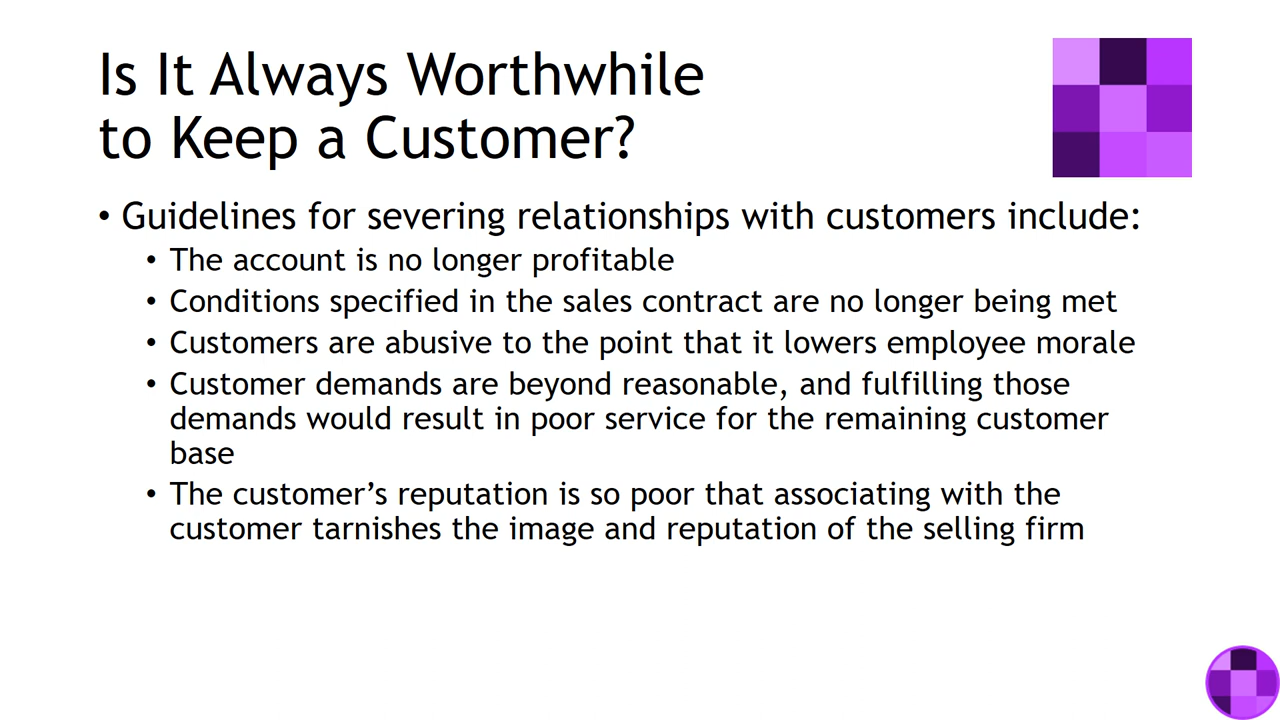 Is It Always Worthwhile
to Keep a Customer?
• Guidelines for severing relationships with customers include:
• The account is no longer profitable
• Conditions specified in the sales contract are no longer being met
• Customers are abusive to the point that it lowers employee morale
• Customer demands are beyond reasonable, and fulfilling those
demands would result in poor service for the remaining customer
base
• The customer’s reputation is so poor that associating with the
customer tarnishes the image and reputation of the selling firm